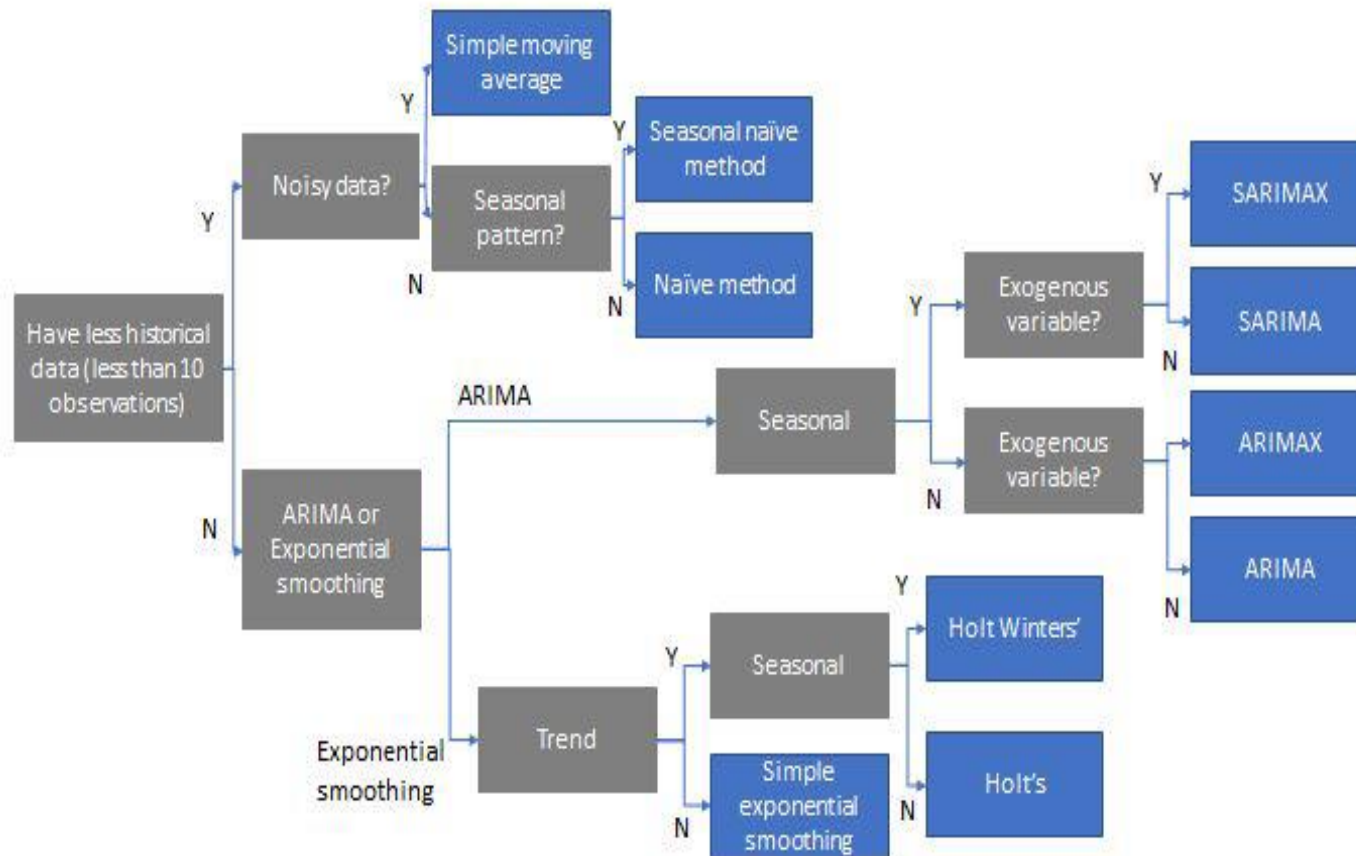 Simple moving
average
Y
Y
Seasonal naïve
method
Noisy data?
Seasonal
pattern?
Y
N
N
Naïve method
Have less historical
data (less than 10
observations)
N
ARIMA or
Exponential
smoothing
ARIMA
Seasonal
Y
Exogenous
variable?
Y
SARIMAX
N
SARIMA
N
Exogenous
variable?
Y
ARIMAX
N
ARIMA
Exponential
smoothing
Trend
Y
Seasonal
Y
Holt Winters'
N
Holt's
N
Simple
exponential
smoothing